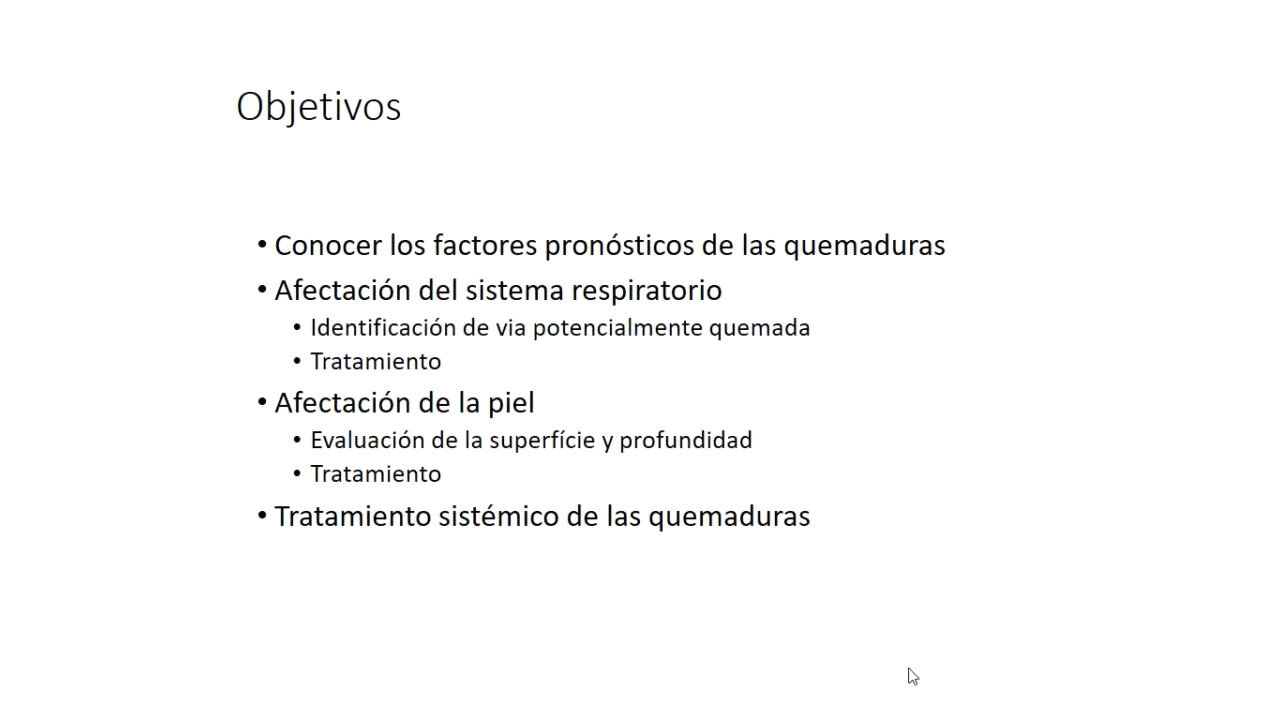 Objetivos
• Conocer los factores pronósticos de las quemaduras
• Afectación del sistema respiratorio
• Identificación de via potencialmente quemada
• Tratamiento
• Afectación de la piel
• Evaluación de la superfície y profundidad
• Tratamiento
• Tratamiento sistémico de las quemaduras